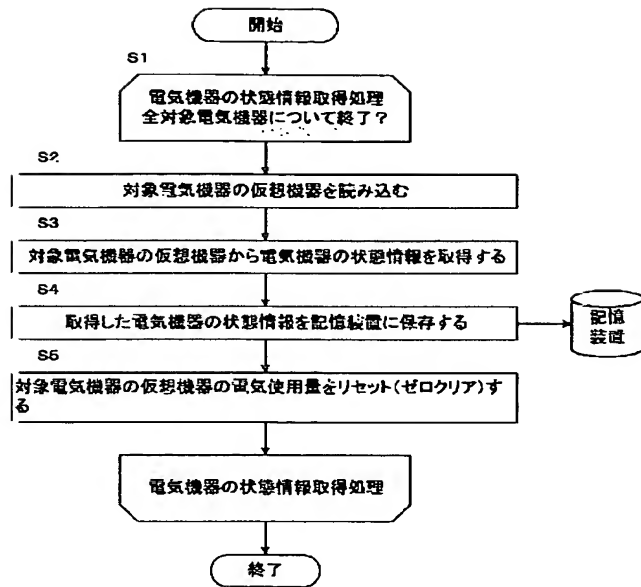 開始
S1
電気機器の状態情報取得処理
全対象電気機器について終了?
S2
対象電気機器の仮想機器を読み込む
S3
対象電気機器の仮想機器から電気機器の状態情報を取得する
S4
取得した電気機器の状態情報を記憶装置に保存する
記憶
装置
S5
対象電気機器の仮想機器の電気使用量をリセット(ゼロクリア)す
る
電気機器の状態情報取得処理
終了